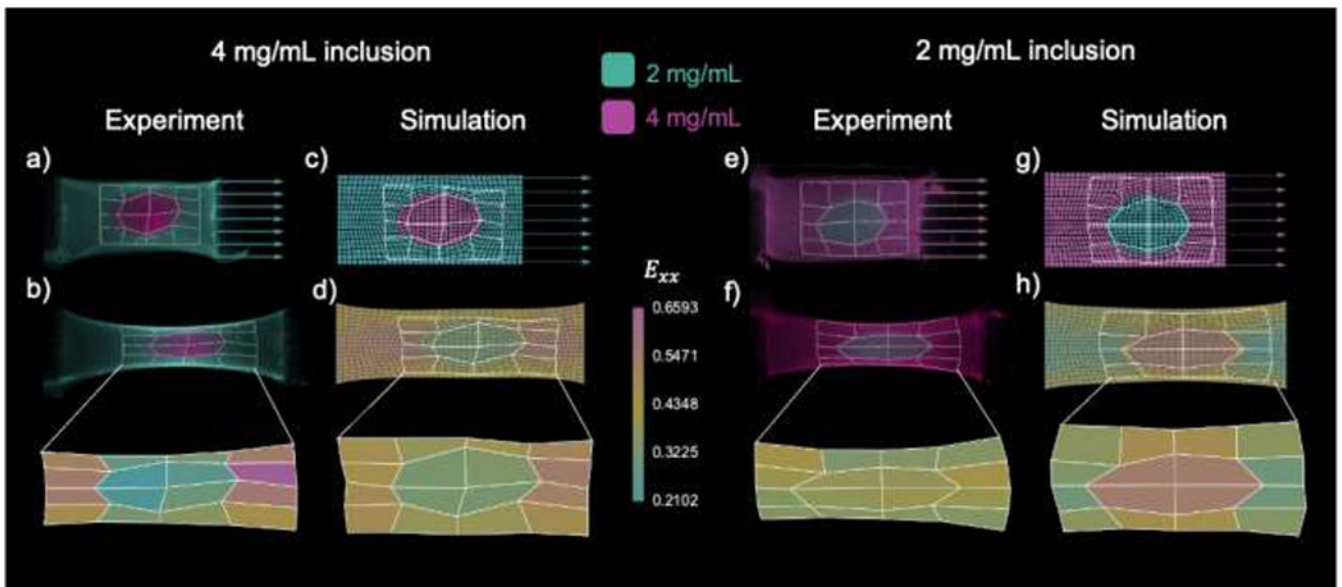 4 mg/mL inclusion
2 mg/mL inclusion
2 mg/mL
4 mg/mL
Experiment
Simulation
Experiment
Simulation
a)
c)
e)
g)
b)
d)
f)
h)
E_xx
0.6593
0.5471
0.4348
0.3225
0.2102